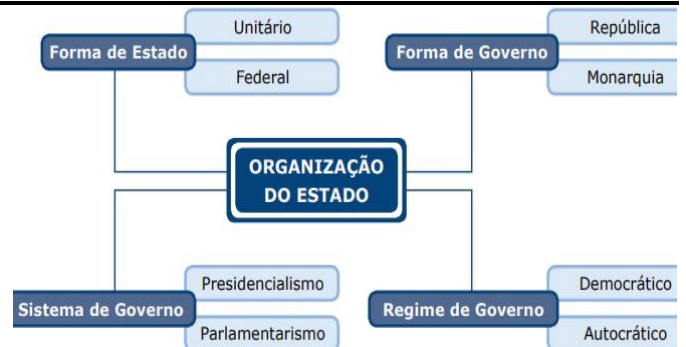 Forma de Estado
Unitário
Federal
Forma de Governo
República
Monarquia
ORGANIZAÇÃO
DO ESTADO
Sistema de Governo
Presidencialismo
Parlamentarismo
Regime de Governo
Democrático
Autocrático